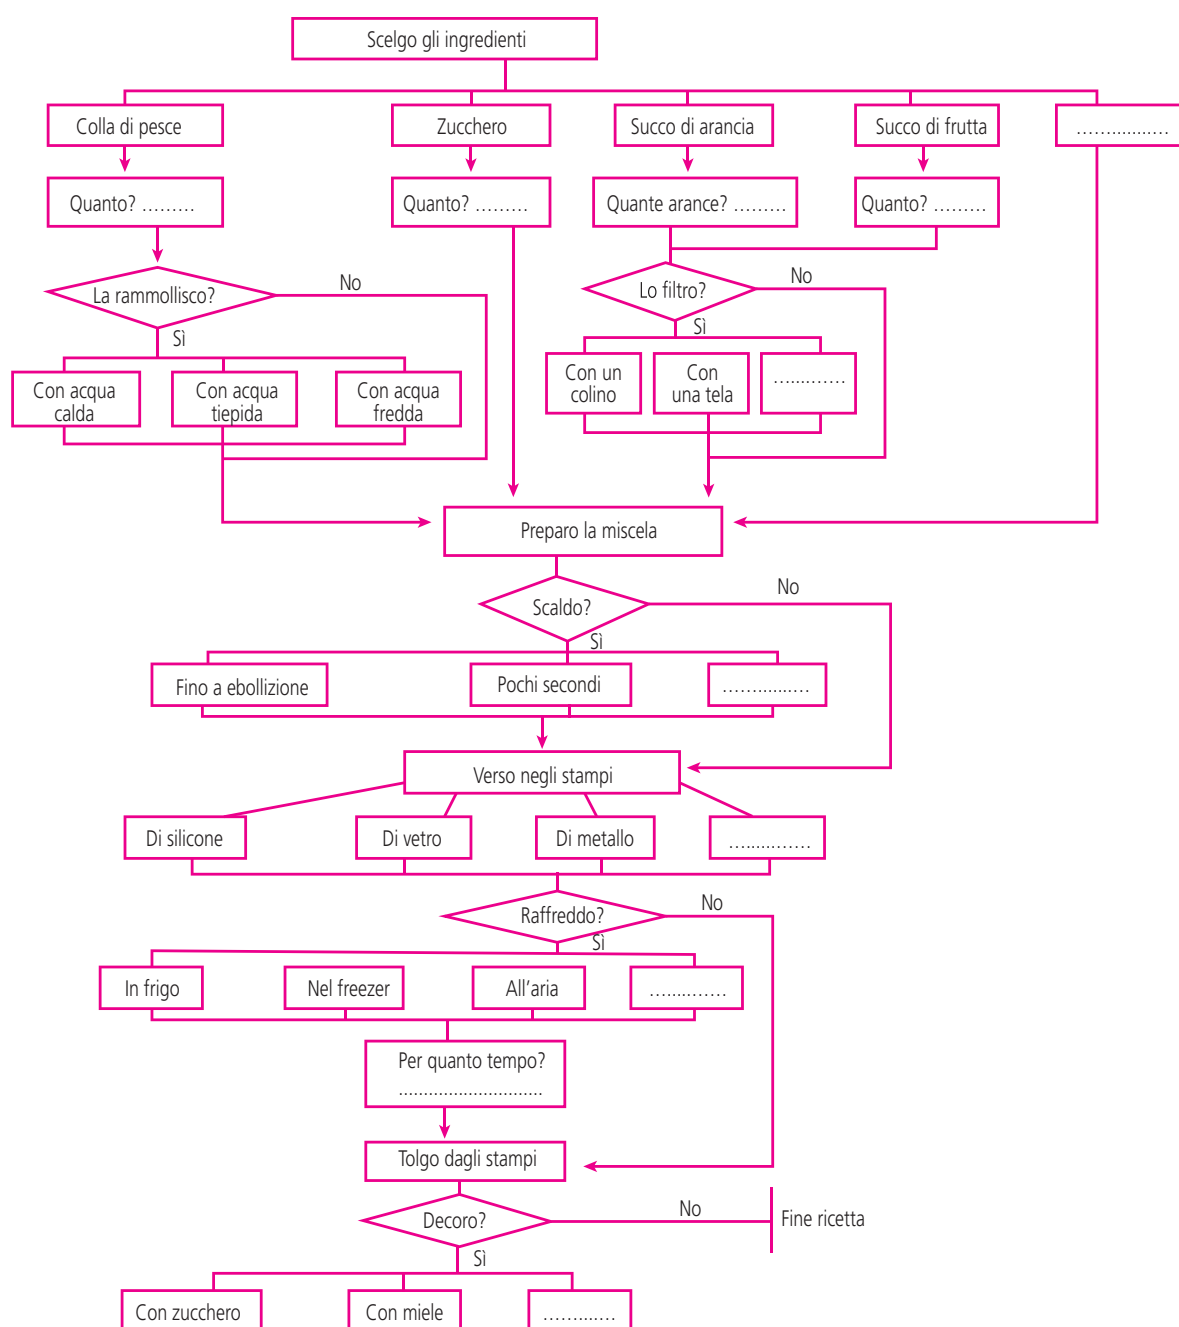 Scelgo gli ingredienti
Colla di pesce
Zucchero
Succo di arancia
Succo di frutta
……........…
Quanto? ………
Quanto? ………
Quante arance? ………
Quanto? ………
La rammollisco?
No
Lo filtro?
No
Sì
Sì
Con acqua
calda
Con acqua
tiepida
Con acqua
fredda
Con un
colino
Con
una tela
….....……
Preparo la miscela
Scaldo?
No
Sì
Fino a ebollizione
Pochi secondi
…….......…
Verso negli stampi
Di silicone
Di vetro
Di metallo
…......……
Raffreddo?
No
Sì
In frigo
Nel freezer
All’aria
….....……
Per quanto tempo?
.............................
Tolgo dagli stampi
Decoro?
No
Fine ricetta
Sì
Con zucchero
Con miele
……....…